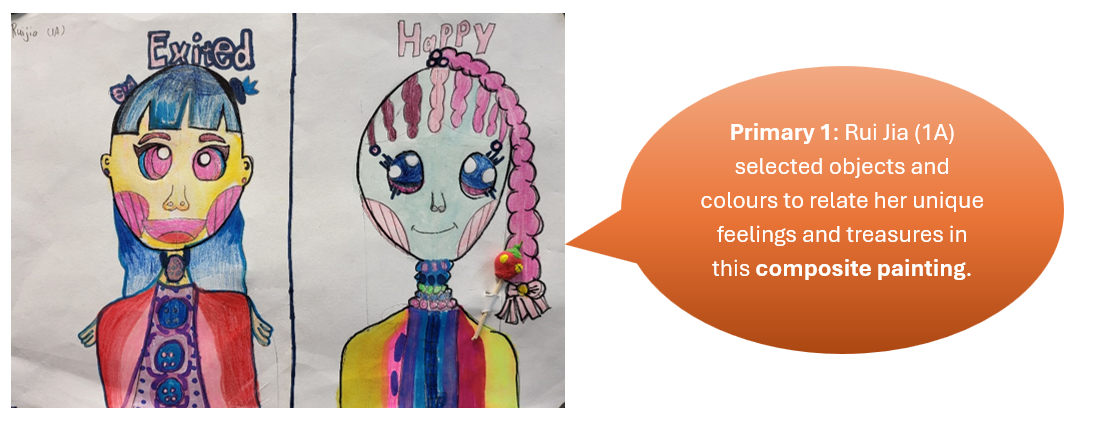 Ruijia (1A)
Exited
HaPPY
Primary 1: Rui Jia (1A)
selected objects and
colours to relate her unique
feelings and treasures in
this composite painting.